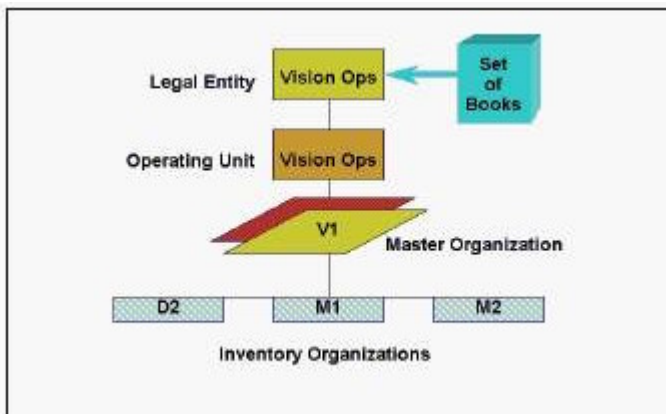 Legal Entity
Vision Ops
Set
of
Books
Operating Unit
Vision Ops
V1
Master Organization
D2
M1
M2
Inventory Organizations